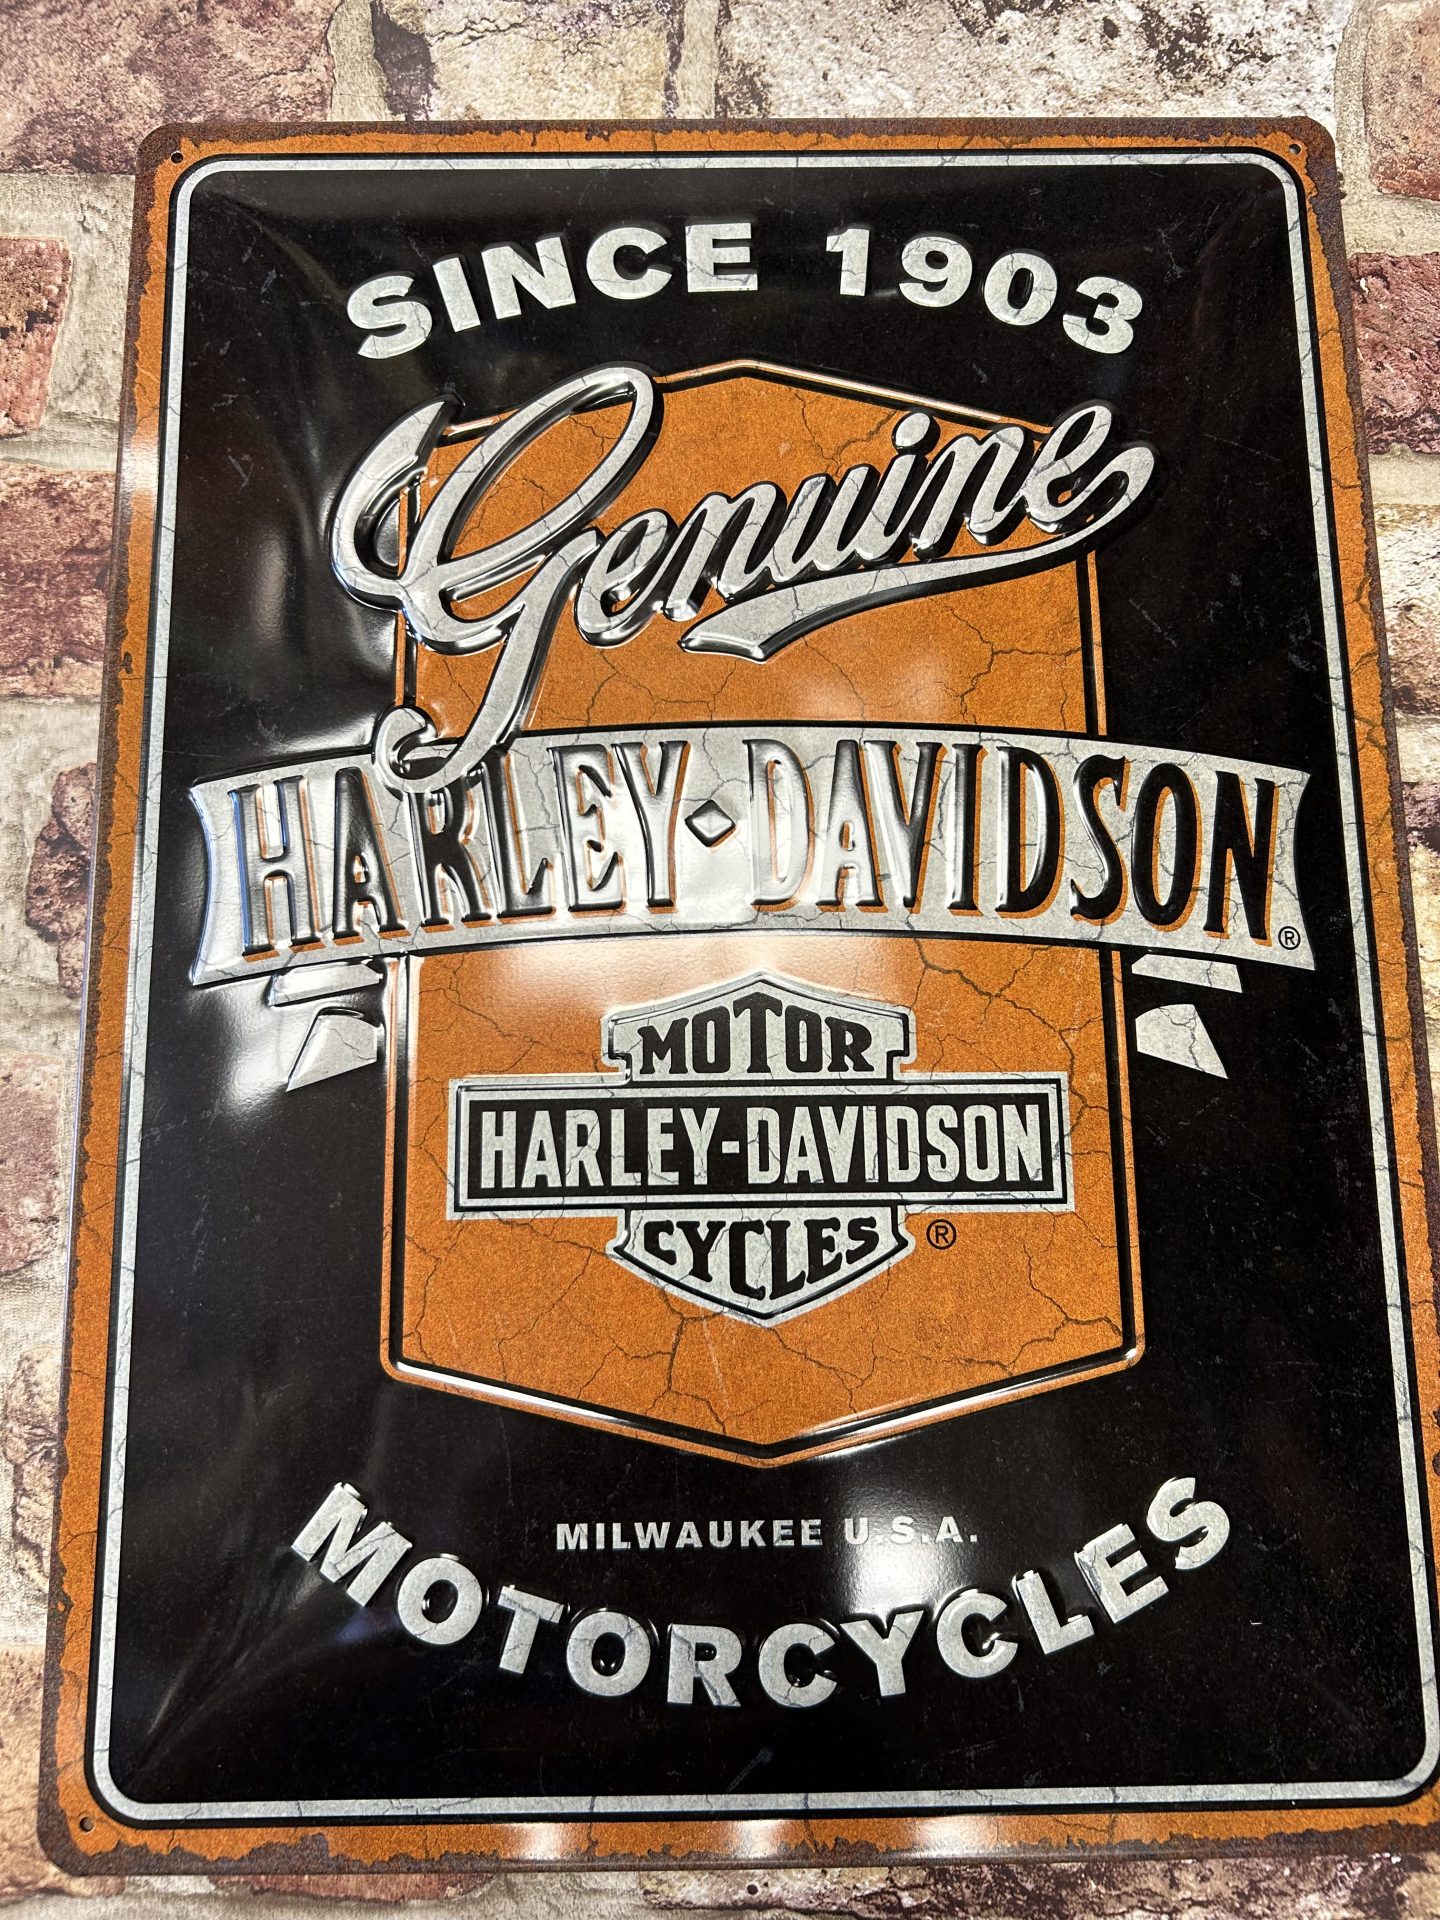 SINCE 1903
Genuine
HARLEY DAVIDSON ®
MOTOR
HARLEY-DAVIDSON
CYCLES ®
MILWAUKEE U.S.A.
MOTORCYCLES